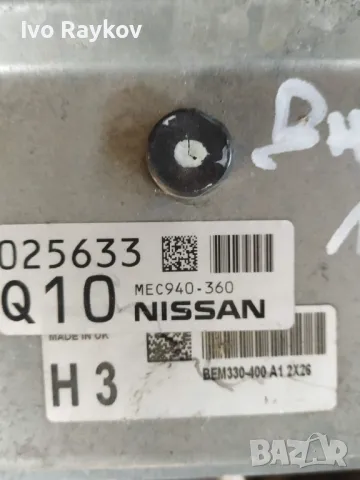 Ivo Raykov
025633
Q10 MEC940-360 NISSAN
MADE IN UK
H3 BEM330-400 A1 2X26
bazar